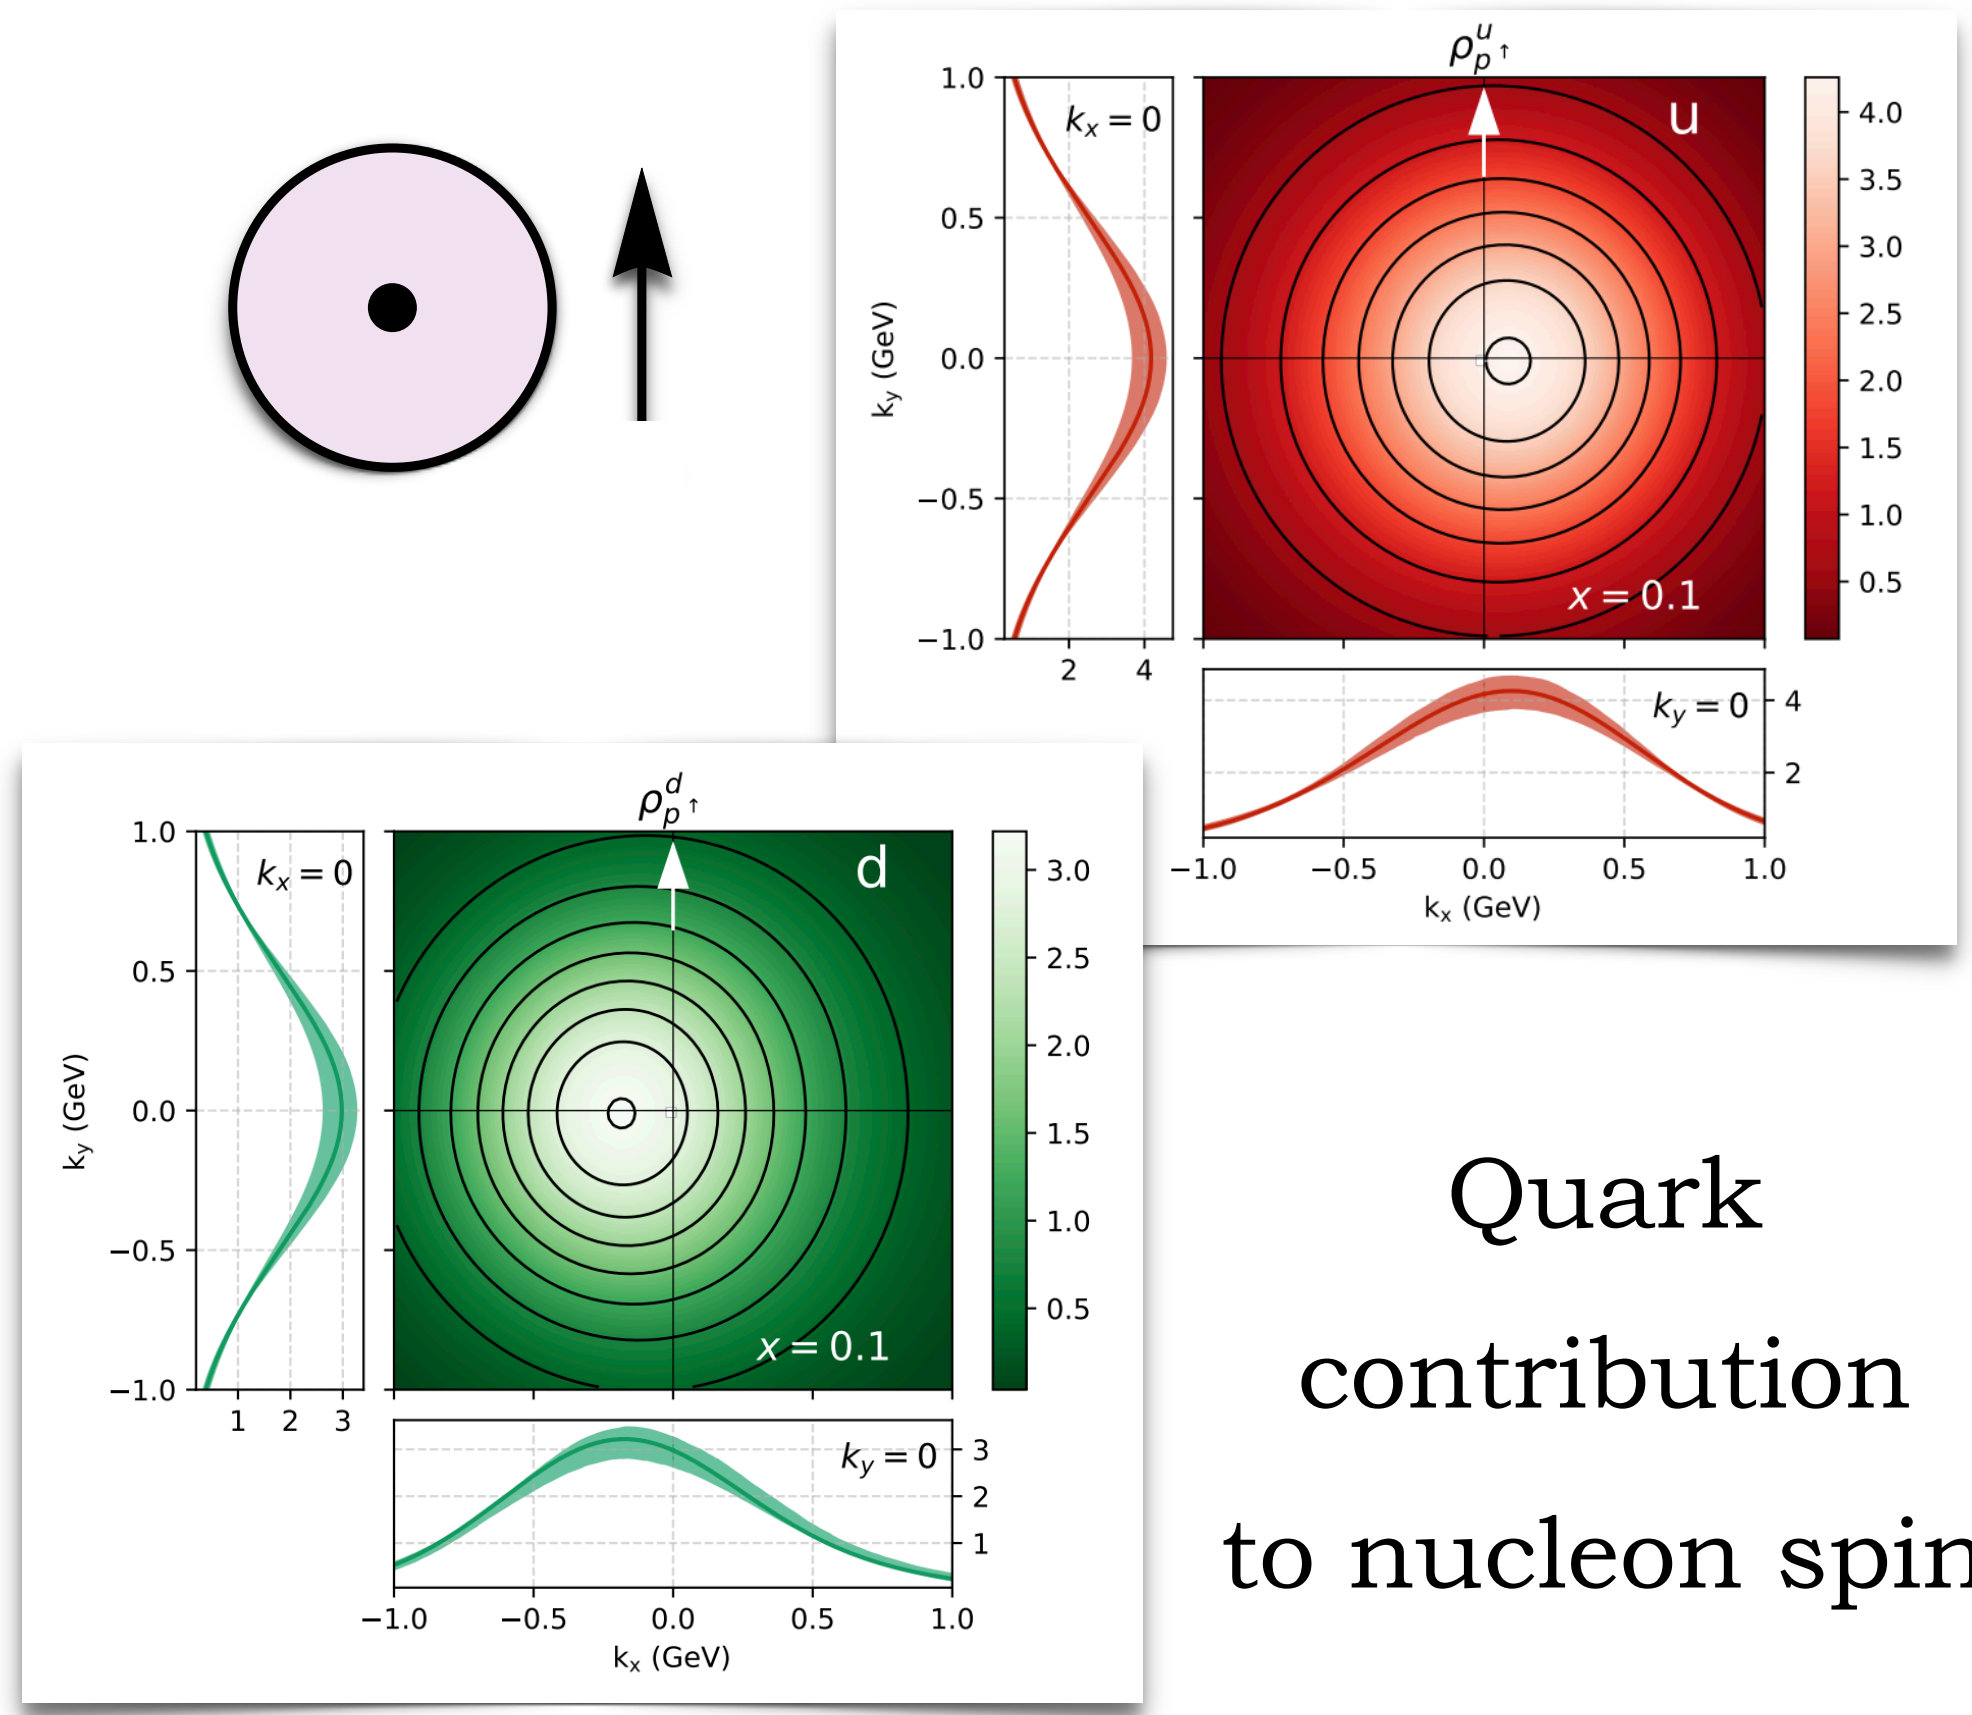 ρ_p↑^u
1.0
0.5
0.0
−0.5
−1.0
k_y (GeV)
k_x = 0
2 4
u
x = 0.1
4.0
3.5
3.0
2.5
2.0
1.5
1.0
0.5
k_y = 0
4
2
−1.0 −0.5 0.0 0.5 1.0
k_x (GeV)
ρ_p↑^d
1.0
0.5
0.0
−0.5
−1.0
k_y (GeV)
k_x = 0
1 2 3
d
x = 0.1
3.0
2.5
2.0
1.5
1.0
0.5
k_y = 0
3
2
1
−1.0 −0.5 0.0 0.5 1.0
k_x (GeV)
Quark
contribution
to nucleon spin